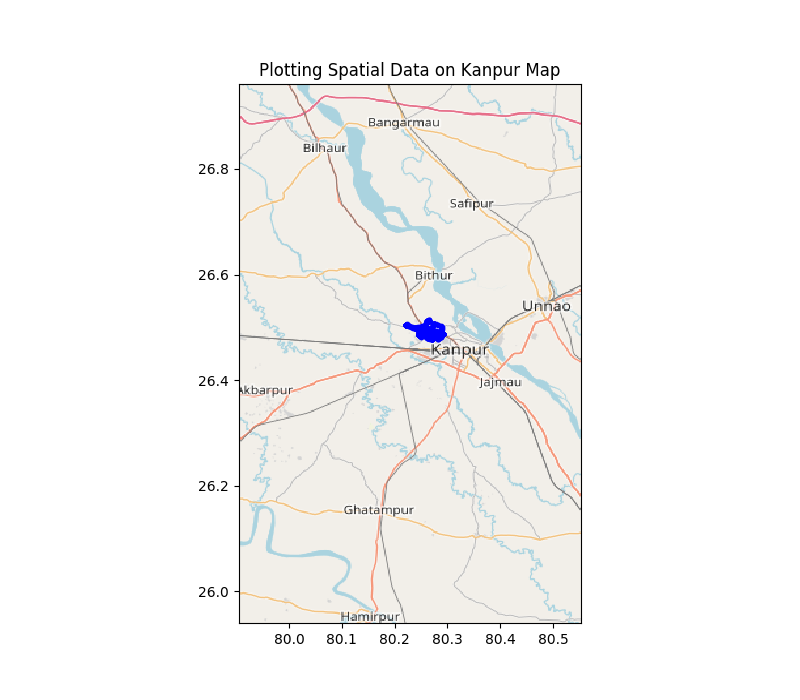 Plotting Spatial Data on Kanpur Map
Bangarmau
Bilhaur
26.8
Safipur
Bithur
26.6
Unnao
Kanpur
26.4
Jajmau
Akbarpur
26.2
Ghatampur
26.0
Hamirpur
80.0 80.1 80.2 80.3 80.4 80.5